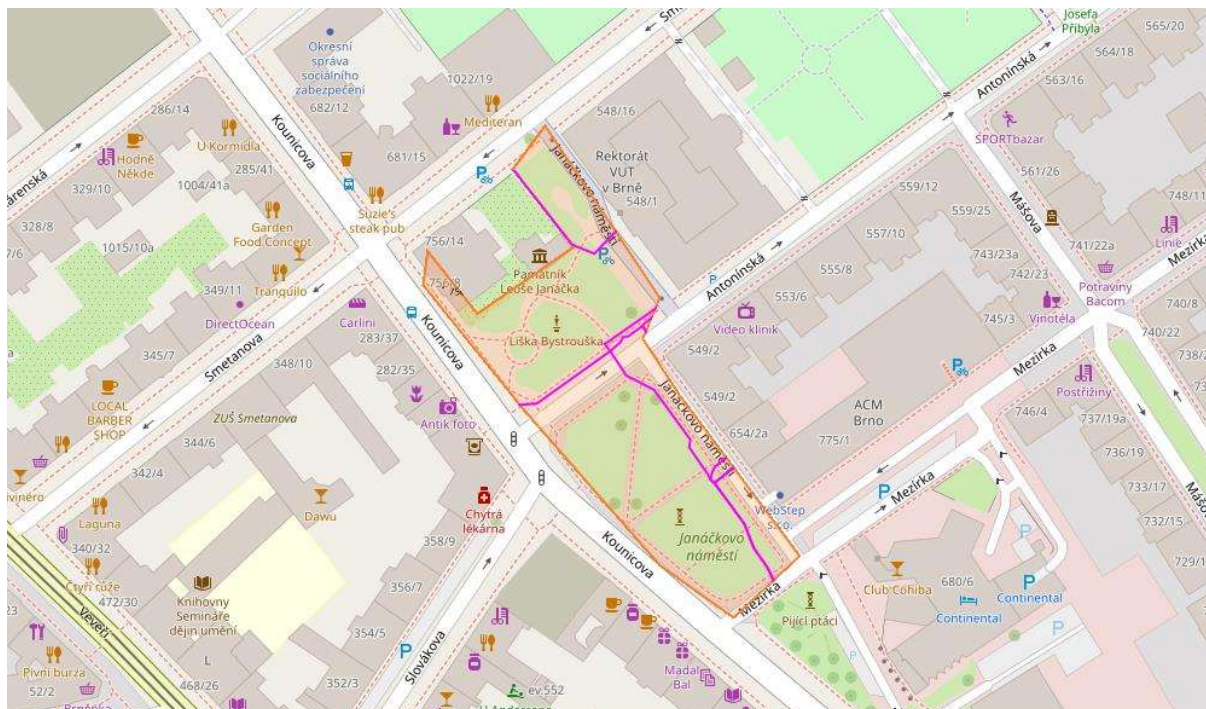 Josefa
Přibyla
565/20
564/18
563/16
Antonínská
Okresní
správa
sociálního
zabezpečení
682/12
1022/19
Mediteran
548/16
SPORTbazar
286/14
Kounicova
U Kormidla
Hodně
Někde
285/41
681/15
329/10
1004/41a
328/8
Janáčkovo náměstí
Rektorát
VUT
v Brně
548/1
559/12
561/26
559/25
Mášova
748/11
Linie
Suzie's
steak pub
Garden
Food Concept
1015/10a
756/14
557/10
743/23a
741/22a
742/23
Mezírka
Památník
Leoše Janáčka
Antonínská
P
555/8
Potraviny
Bacom
349/11
Tranquilo
DirectOcean
Carlini
283/37
Kounicova
Liška Bystrouška
553/6
Video klinik
745/3
Vinotéla
740/8
740/22
345/7
Smetanova
348/10
282/35
549/2
Mezírka
Postřižiny
LOCAL
BARBER
SHOP
ZUŠ Smetanova
Antik foto
Janáčkovo náměstí
549/2
ACM
Brno
746/4
737/19a
344/6
654/2a
775/1
736/19
342/4
Dawu
Chytrá
lékárna
P
Mezírka
733/17
Laguna
358/9
WebStep
s.r.o.
732/15
340/32
Čtyři růže
Kounicova
Janáčkovo
náměstí
P
472/30
Knihovny
Semináře
dějin umění
356/7
Club Cohiba
680/6
P
Continental
Continental
Veveří
Mezírka
Pijící ptáci
354/5
P
Slovákova
P
P
Pivní burza
52/2
L
352/3
Madal
Bal
468/26
ev.552